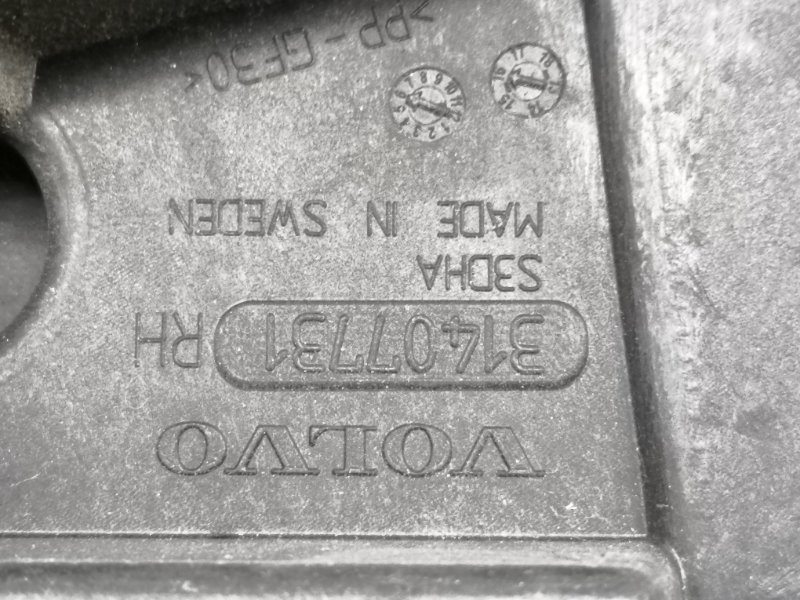 VOLVO
31407731 RH
S3DHA
MADE IN SWEDEN
>PP-GF30<